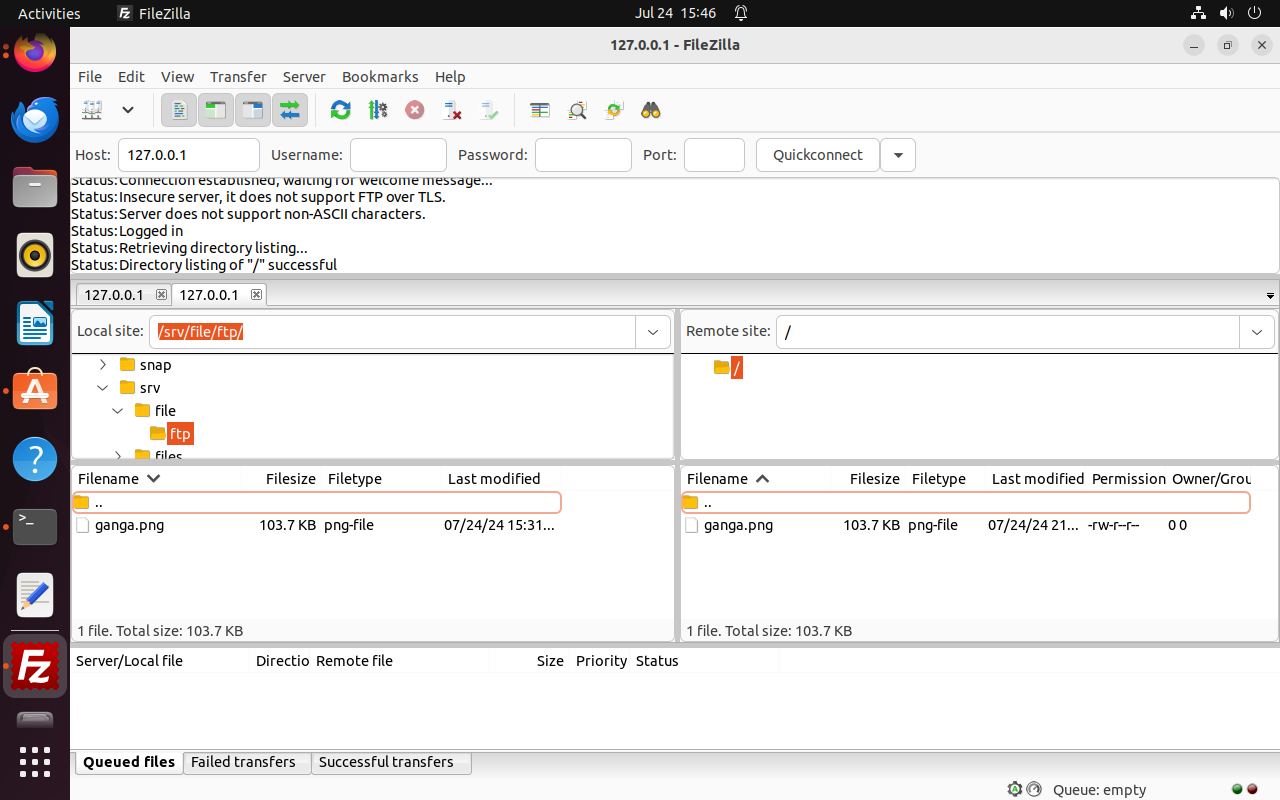 Activities
FileZilla
Jul 24 15:46
127.0.0.1 - FileZilla
File Edit View Transfer Server Bookmarks Help
Host: 127.0.0.1 Username: Password: Port: Quickconnect
Status: Connection established, waiting for welcome message...
Status: Insecure server, it does not support FTP over TLS.
Status: Server does not support non-ASCII characters.
Status: Logged in
Status: Retrieving directory listing...
Status: Directory listing of "/" successful
127.0.0.1 127.0.0.1
Local site: /srv/file/ftp/
snap
srv
file
ftp
files
Remote site: /
/
Filename Filesize Filetype Last modified
..
ganga.png 103.7 KB png-file 07/24/24 15:31...
1 file. Total size: 103.7 KB
Filename Filesize Filetype Last modified Permission Owner/Grou
..
ganga.png 103.7 KB png-file 07/24/24 21... -rw-r--r-- 0 0
1 file. Total size: 103.7 KB
Server/Local file Directio Remote file Size Priority Status
Queued files Failed transfers Successful transfers
Queue: empty